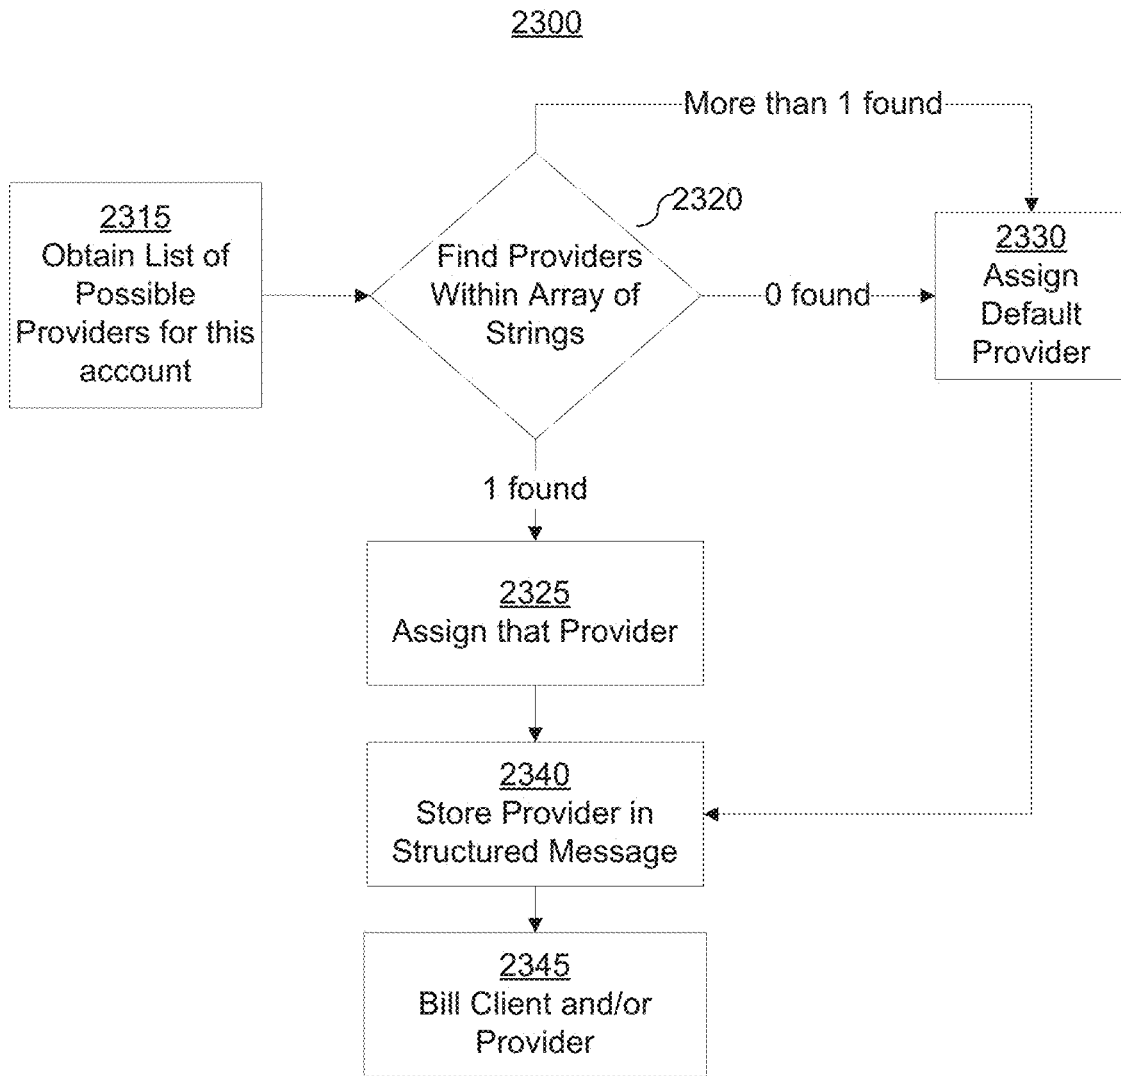 2300
More than 1 found
2315
Obtain List of
Possible
Providers for this
account
2320
Find Providers
Within Array of
Strings
0 found
2330
Assign
Default
Provider
1 found
2325
Assign that Provider
2340
Store Provider in
Structured Message
2345
Bill Client and/or
Provider